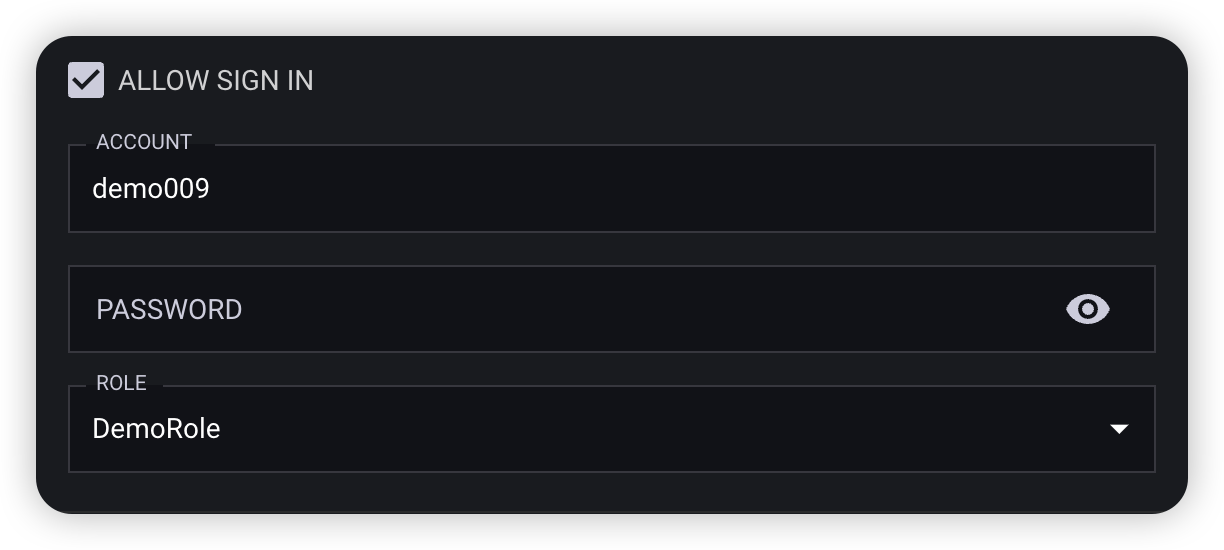 ALLOW SIGN IN
ACCOUNT
demo009
PASSWORD
ROLE
DemoRole